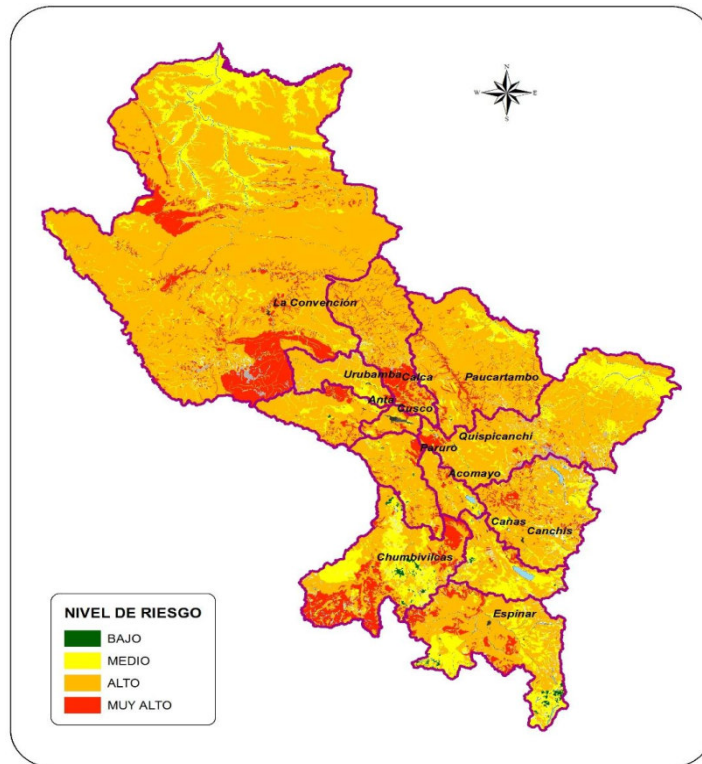 N
W
E
S
La Convención
Urubamba
Calca
Paucartambo
Anta
Cusco
Quispicanchi
Paruro
Acomayo
Cañas
Canchis
Chumbivilcas
Espinar
NIVEL DE RIESGO
BAJO
MEDIO
ALTO
MUY ALTO